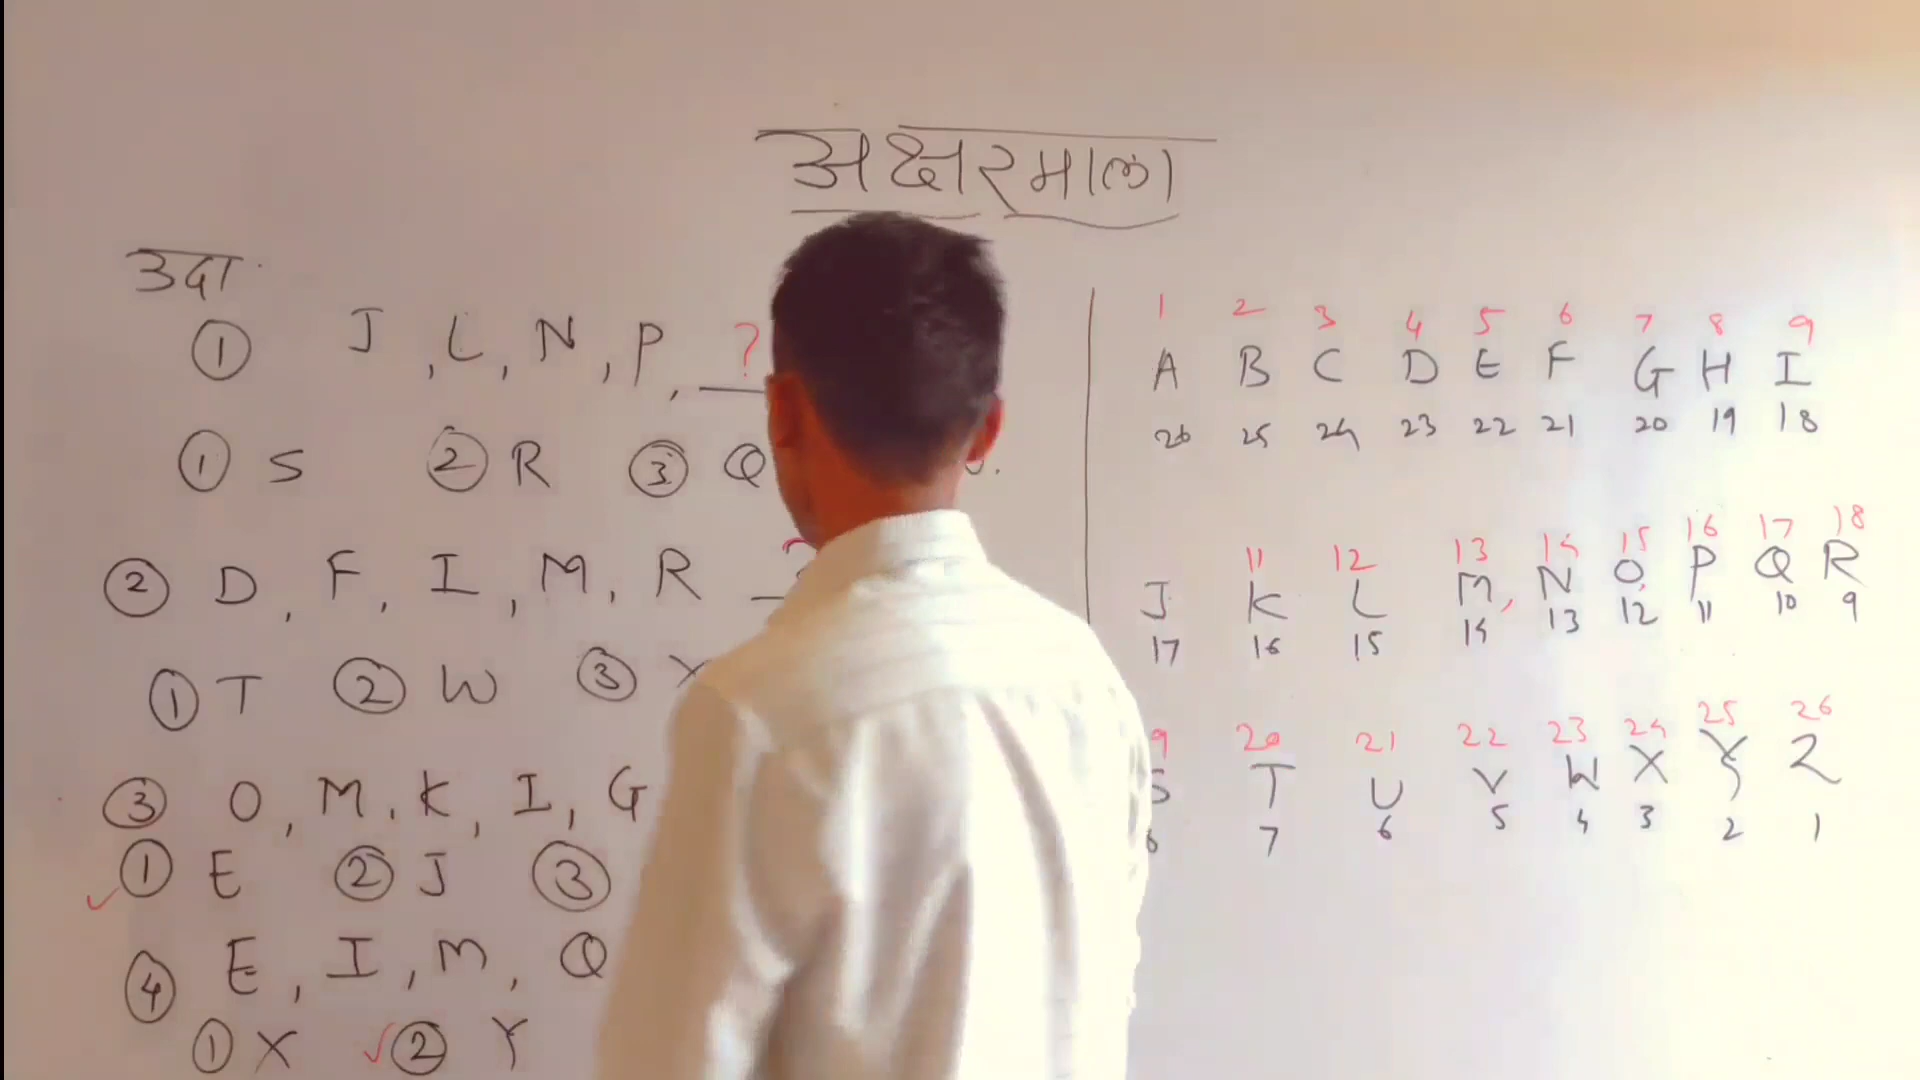 अक्षरमाला
उदा.
① J, L, N, P, ?
① S ② R ③ Q
② D, F, I, M, R
① T ② W ③
③ O, M, K, I, G
① E ② J ③
④ E, I, M, Q
① X ② Y
1 2 3 4 5 6 7 8 9
A B C D E F G H I
26 25 24 23 22 21 20 19 18
11 12 13 14 15 16 17 18
J K L M, N O P Q R
17 16 15 14 13 12 11 10 9
9 20 21 22 23 24 25 26
S T U V W X Y Z
7 6 5 4 3 2 1